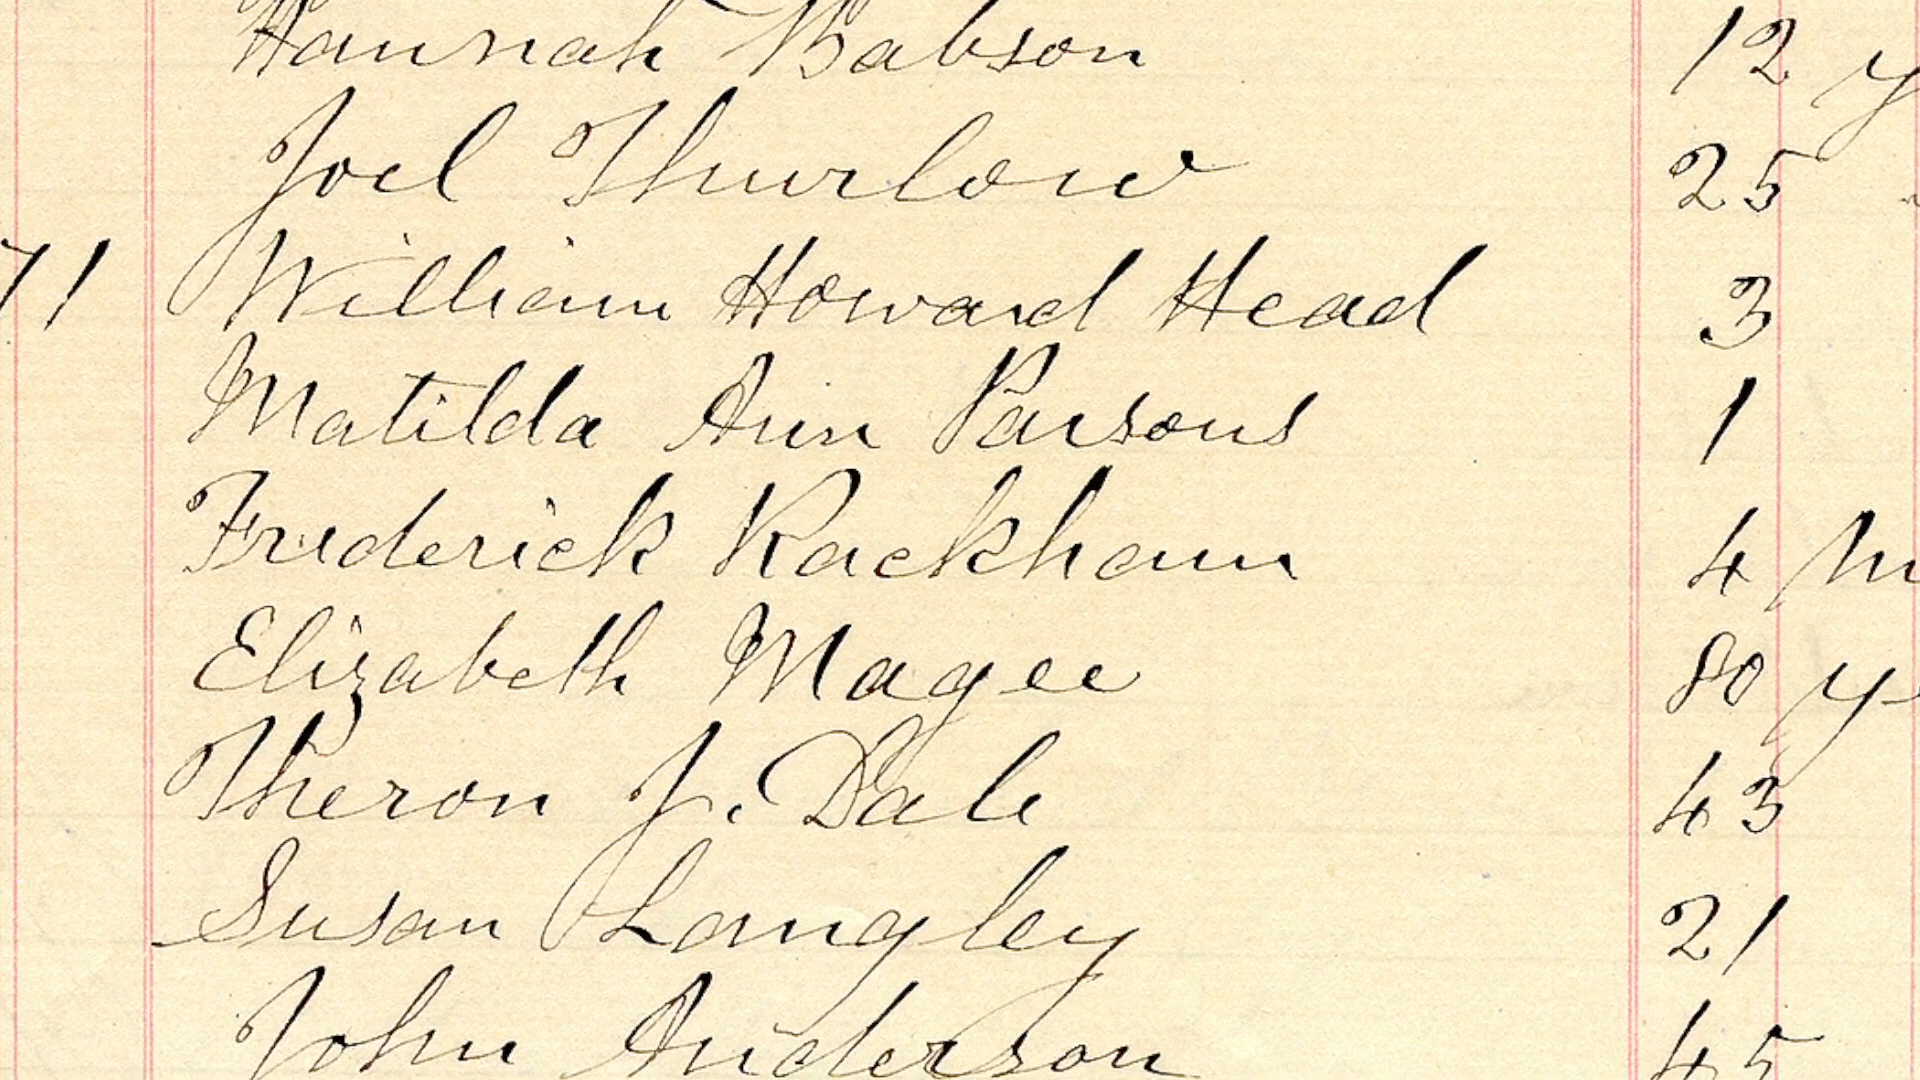 Hannah Babson 12 y
Joel Thurlow 25
71 William Howard Head 3
Matilda Ann Parsons 1
Frederick Rackham 4 m
Elizabeth Magee 80 y
Theron J. Dale 43
Susan Langley 21
John Anderson 45